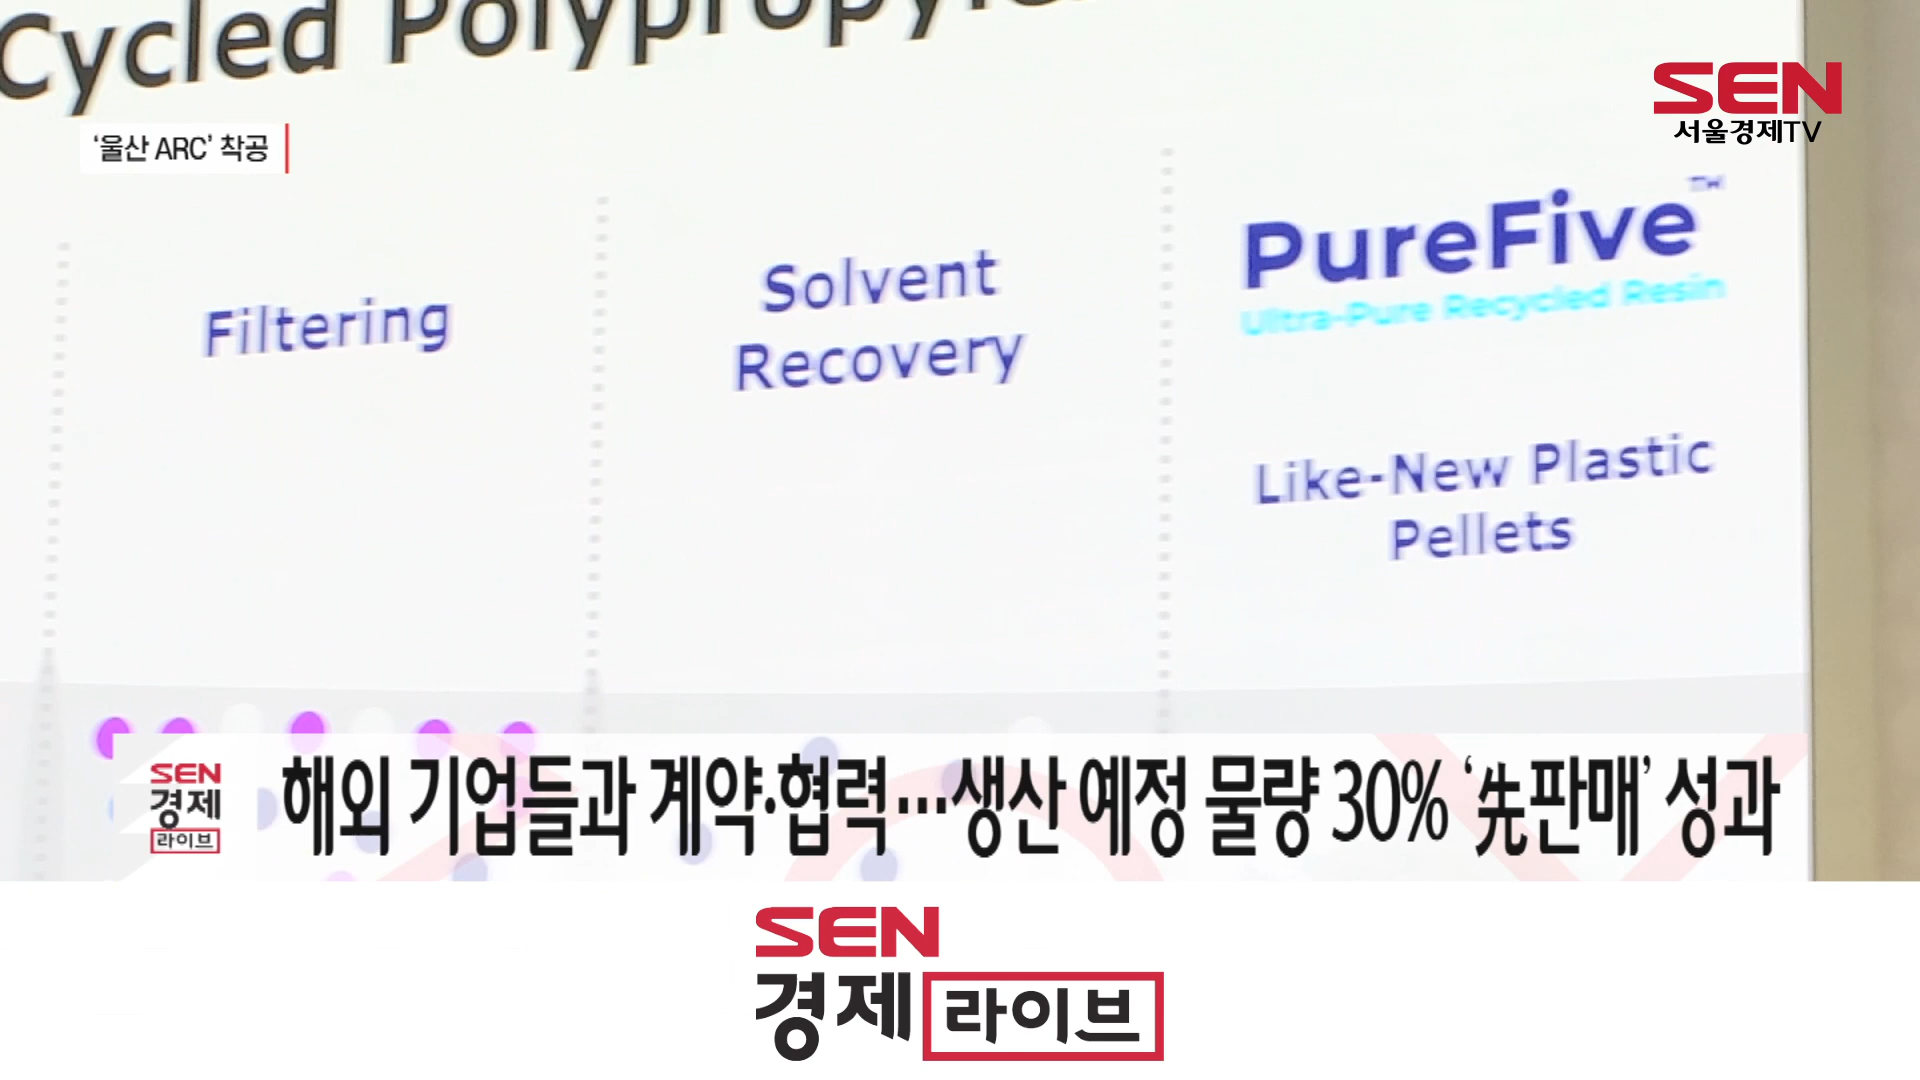 Cycled Polypropyle
SEN
서울경제TV
‘울산 ARC’ 착공
Filtering
Solvent
Recovery
PureFive™
Ultra-Pure Recycled Resin
Like-New Plastic
Pellets
SEN
경제
라이브
해외 기업들과 계약·협력…생산 예정 물량 30% ‘先판매’ 성과
SEN
경제 라이브